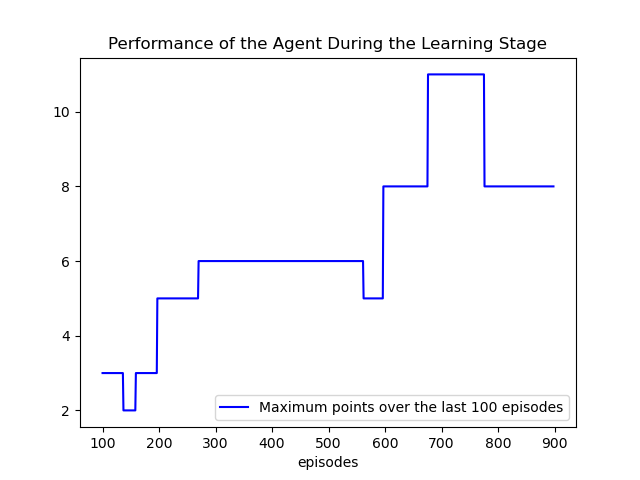 Performance of the Agent During the Learning Stage
10
8
6
4
2
Maximum points over the last 100 episodes
100 200 300 400 500 600 700 800 900
episodes